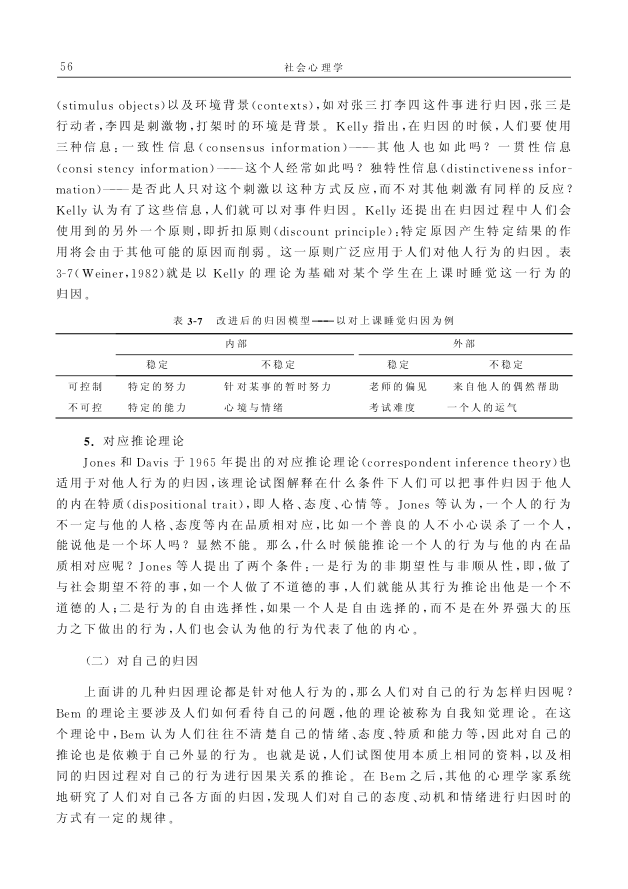 56
社会心理学
(stimulus objects)以及环境背景(contexts),如对张三打李四这件事进行归因,张三是
行动者,李四是刺激物,打架时的环境是背景。Kelly 指出,在归因的时候,人们要使用
三种信息:一致性信息(consensus information)——其他人也如此吗?一贯性信息
(consi stency information)——这个人经常如此吗?独特性信息(distinctiveness infor-
mation)——是否此人只对这个刺激以这种方式反应,而不对其他刺激有同样的反应?
Kelly 认为有了这些信息,人们就可以对事件归因。Kelly 还提出在归因过程中人们会
使用到的另外一个原则,即折扣原则(discount principle):特定原因产生特定结果的作
用将会由于其他可能的原因而削弱。这一原则广泛应用于人们对他人行为的归因。表
3-7(Weiner,1982)就是以 Kelly 的理论为基础对某个学生在上课时睡觉这一行为的
归因。
表 3-7 改进后的归因模型——以对上课睡觉归因为例
内部 外部
稳定 不稳定 稳定 不稳定
可控制 特定的努力 针对某事的暂时努力 老师的偏见 来自他人的偶然帮助
不可控 特定的能力 心境与情绪 考试难度 一个人的运气
5. 对应推论理论
Jones 和 Davis 于 1965 年提出的对应推论理论(correspondent inference theory)也
适用于对他人行为的归因,该理论试图解释在什么条件下人们可以把事件归因于他人
的内在特质(dispositional trait),即人格、态度、心情等。Jones 等认为,一个人的行为
不一定与他的人格、态度等内在品质相对应,比如一个善良的人不小心误杀了一个人,
能说他是一个坏人吗?显然不能。那么,什么时候能推论一个人的行为与他的内在品
质相对应呢?Jones 等人提出了两个条件:一是行为的非期望性与非顺从性,即,做了
与社会期望不符的事,如一个人做了不道德的事,人们就能从其行为推论出他是一个不
道德的人;二是行为的自由选择性,如果一个人是自由选择的,而不是在外界强大的压
力之下做出的行为,人们也会认为他的行为代表了他的内心。
(二) 对自己的归因
上面讲的几种归因理论都是针对他人行为的,那么人们对自己的行为怎样归因呢?
Bem 的理论主要涉及人们如何看待自己的问题,他的理论被称为自我知觉理论。在这
个理论中,Bem 认为人们往往不清楚自己的情绪、态度、特质和能力等,因此对自己的
推论也是依赖于自己外显的行为。也就是说,人们试图使用本质上相同的资料,以及相
同的归因过程对自己的行为进行因果关系的推论。在 Bem 之后,其他的心理学家系统
地研究了人们对自己各方面的归因,发现人们对自己的态度、动机和情绪进行归因时的
方式有一定的规律。